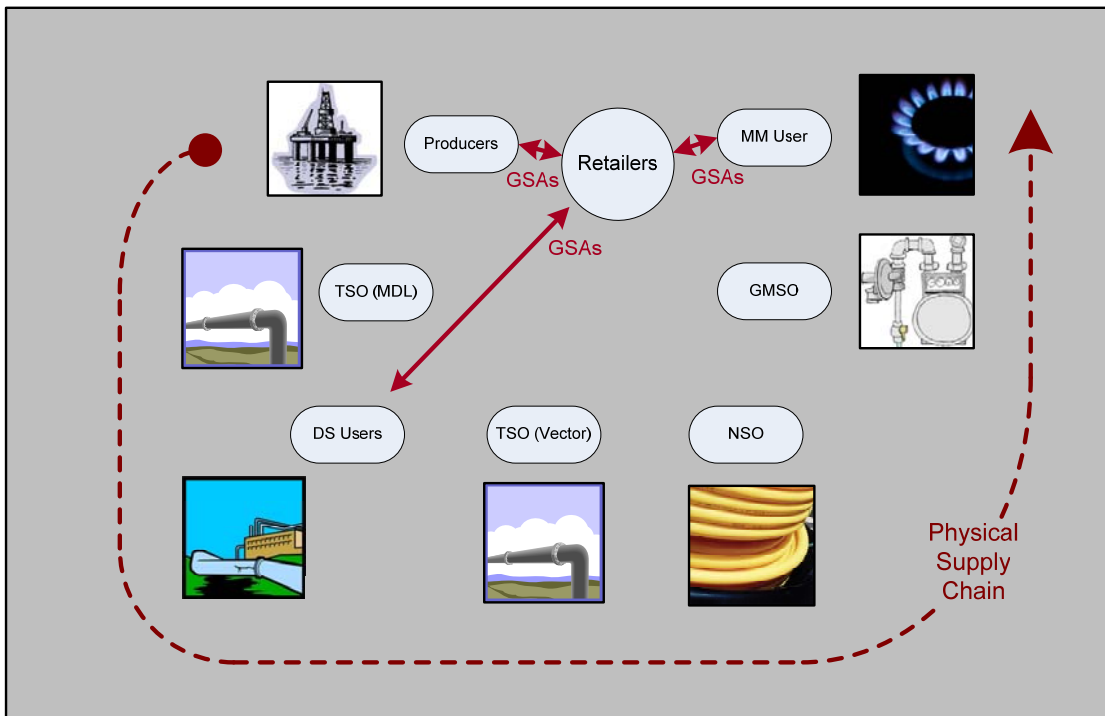 Producers
GSAs
Retailers
GSAs
MM User
GSAs
TSO (MDL)
GMSO
DS Users
TSO (Vector)
NSO
Physical
Supply
Chain